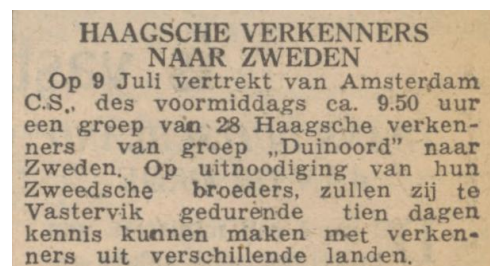 HAAGSCHE VERKENNERS
NAAR ZWEDEN
Op 9 Juli vertrekt van Amsterdam
C.S., des voormiddags ca. 9.50 uur
een groep van 28 Haagsche verken-
ners van groep „Duinoord” naar
Zweden. Op uitnoodiging van hun
Zweedsche broeders, zullen zij te
Vastervik gedurende tien dagen
kennis kunnen maken met verken-
ners uit verschillende landen.